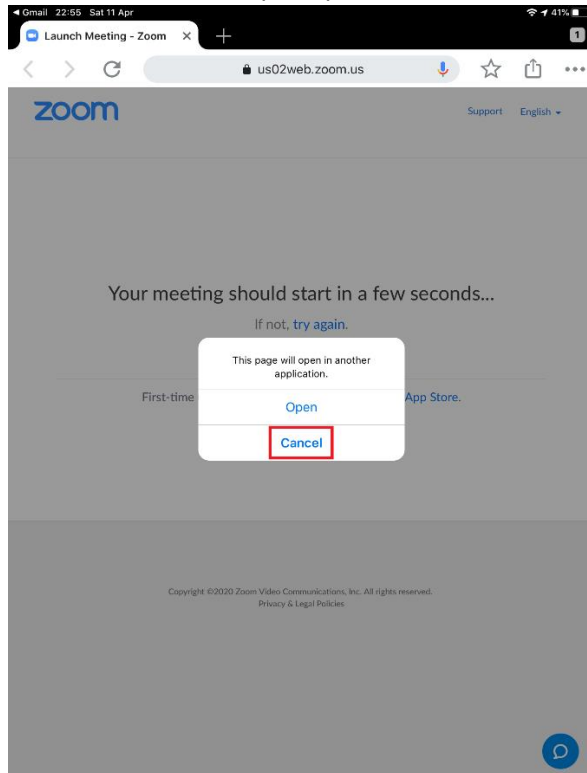 Gmail 22:55 Sat 11 Apr 41%
Launch Meeting - Zoom
1
us02web.zoom.us
zoom
Support English
Your meeting should start in a few seconds...
If not, try again.
This page will open in another
application.
First-time App Store.
Open
Cancel
Copyright ©2020 Zoom Video Communications, Inc. All rights reserved.
Privacy & Legal Policies